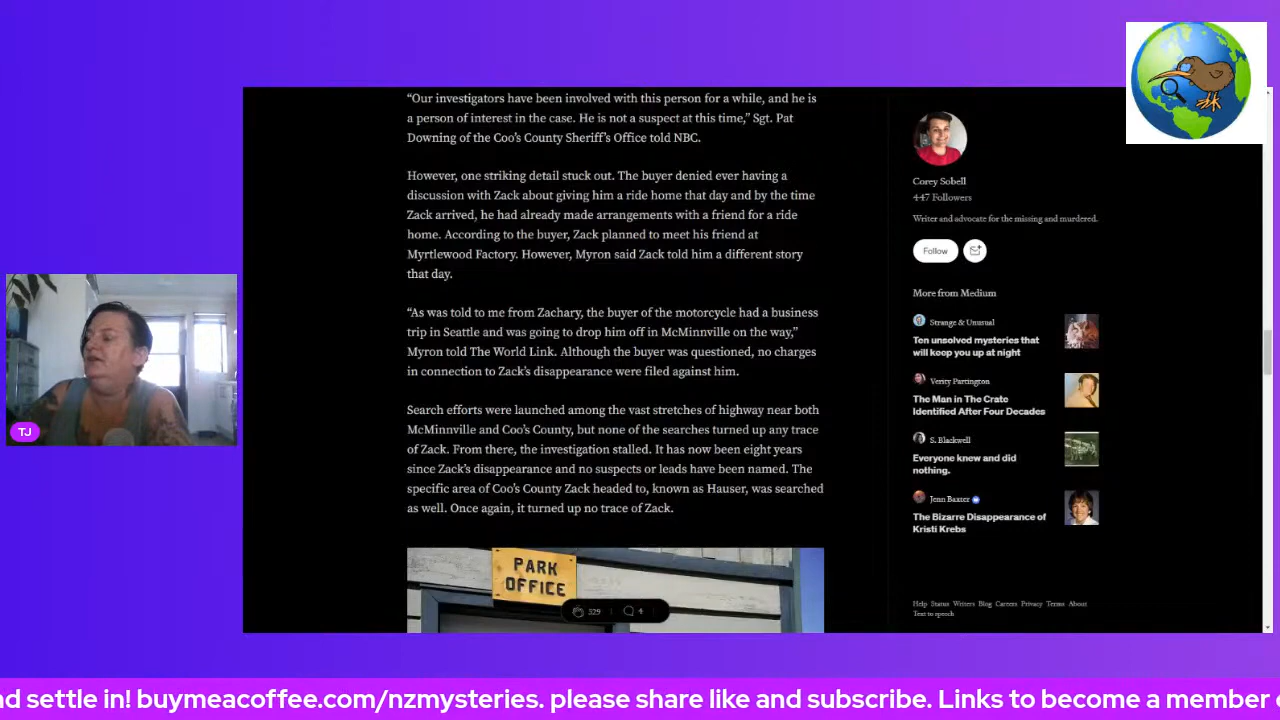 “Our investigators have been involved with this person for a while, and he is
a person of interest in the case. He is not a suspect at this time,” Sgt. Pat
Downing of the Coo’s County Sheriff’s Office told NBC.
However, one striking detail stuck out. The buyer denied ever having a
discussion with Zack about giving him a ride home that day and by the time
Zack arrived, he had already made arrangements with a friend for a ride
home. According to the buyer, Zack planned to meet his friend at
Myrtlewood Factory. However, Myron said Zack told him a different story
that day.
“As was told to me from Zachary, the buyer of the motorcycle had a business
trip in Seattle and was going to drop him off in McMinnville on the way,”
Myron told The World Link. Although the buyer was questioned, no charges
in connection to Zack’s disappearance were filed against him.
Search efforts were launched among the vast stretches of highway near both
McMinnville and Coo’s County, but none of the searches turned up any trace
of Zack. From there, the investigation stalled. It has now been eight years
since Zack’s disappearance and no suspects or leads have been named. The
specific area of Coo’s County Zack headed to, known as Hauser, was searched
as well. Once again, it turned up no trace of Zack.
PARK
OFFICE
329
4
Corey Sobell
447 Followers
Writer and advocate for the missing and murdered.
Follow
More from Medium
Strange & Unusual
Ten unsolved mysteries that
will keep you up at night
Verity Partington
The Man in The Crate
Identified After Four Decades
S. Blackwell
Everyone knew and did
nothing.
Jenn Baxter
The Bizarre Disappearance of
Kristi Krebs
Help Status Writers Blog Careers Privacy Terms About
Text to speech
TJ
nd settle in! buymeacoffee.com/nzmysteries. please share like and subscribe. Links to become a member